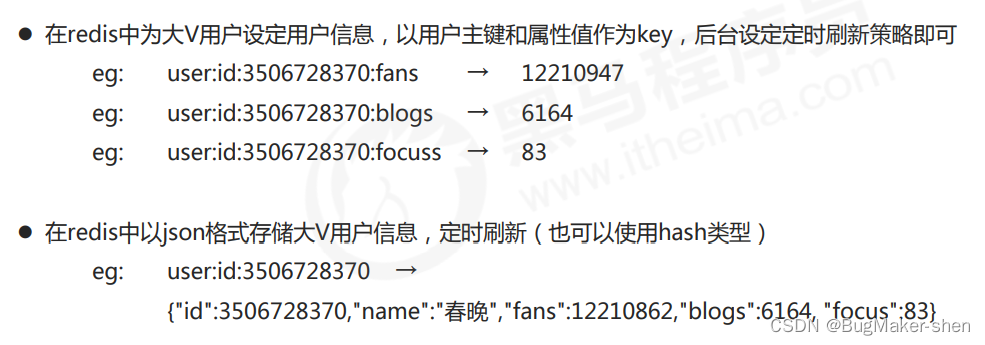 ● 在redis中为大V用户设定用户信息，以用户主键和属性值作为key，后台设定定时刷新策略即可
eg: user:id:3506728370:fans → 12210947
eg: user:id:3506728370:blogs → 6164
eg: user:id:3506728370:focuss → 83
● 在redis中以json格式存储大V用户信息，定时刷新（也可以使用hash类型）
eg: user:id:3506728370 →
{"id":3506728370,"name":"春晚","fans":12210862,"blogs":6164, "focus":83}
黑马程序员
www.itheima.com
CSDN @BugMaker-shen